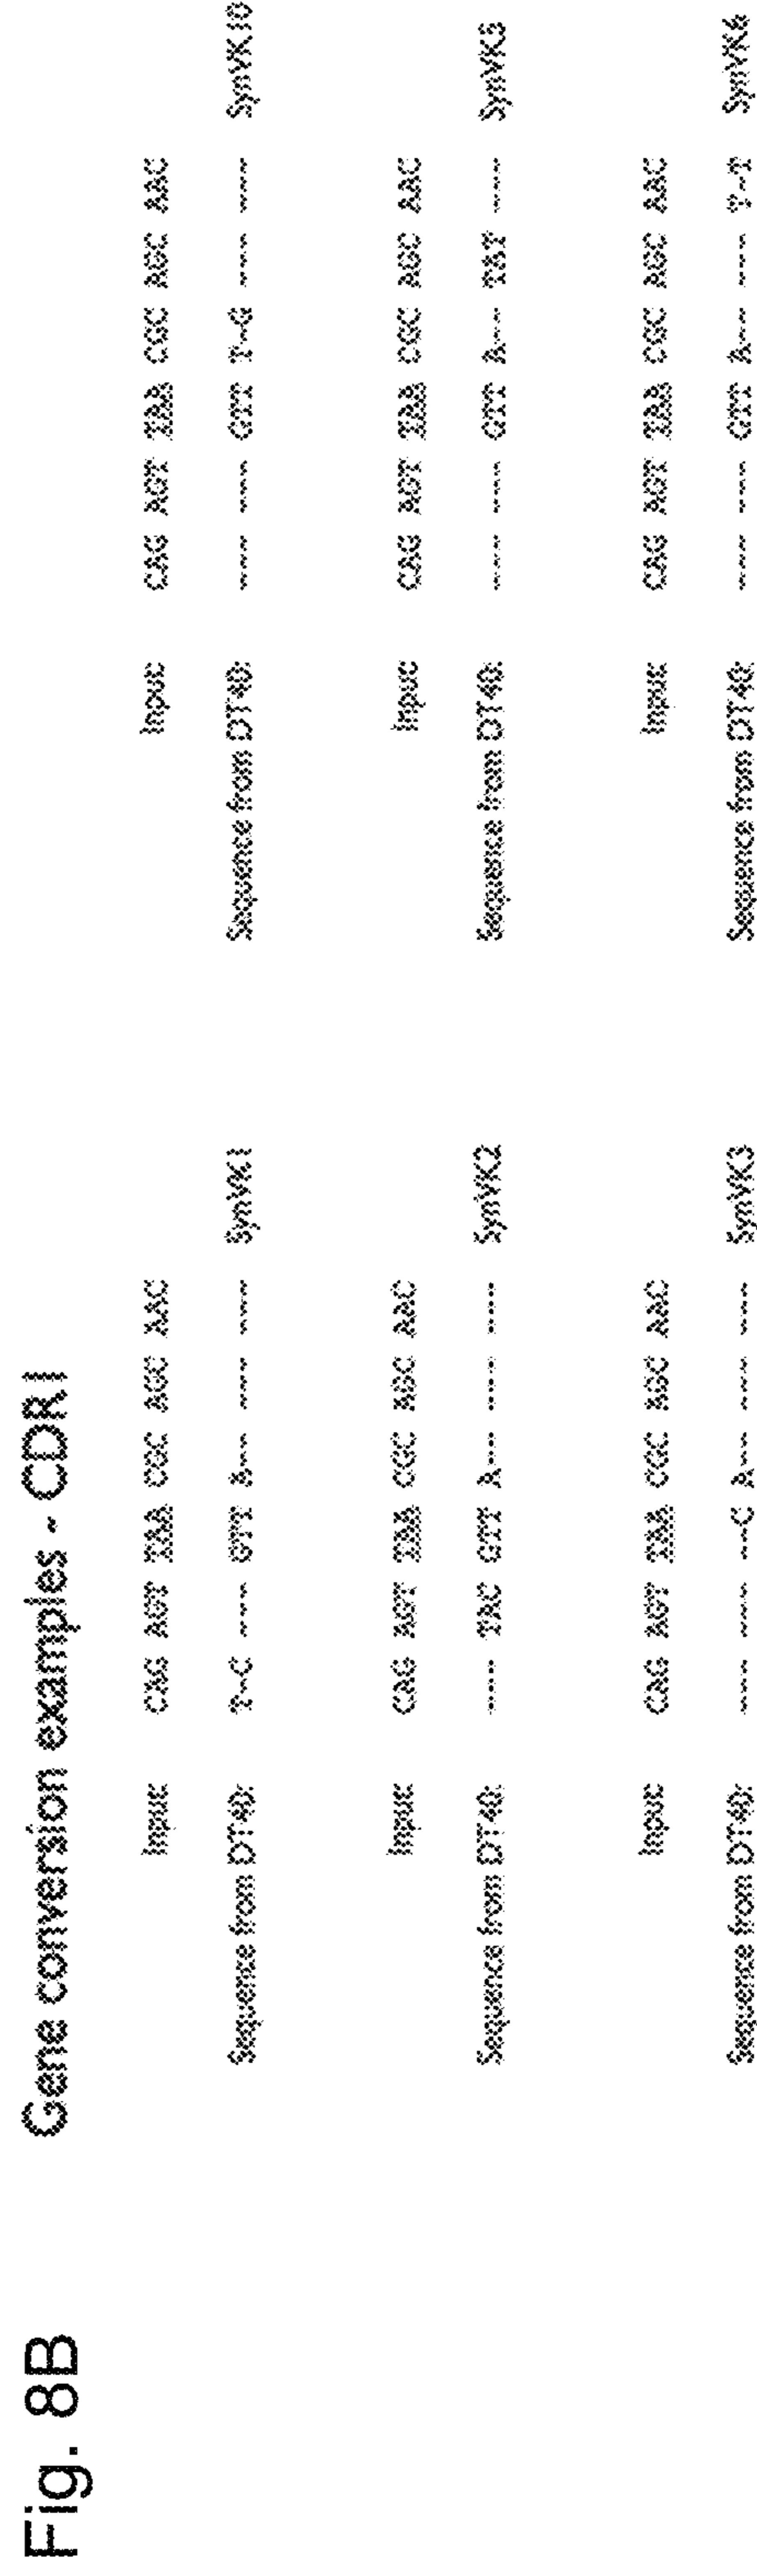 Fig. 8B
Gene conversion examples - CDR1
Input CAG AGT TAA CGC AGC AAC
Sequence from DT40: T-C --- GTT A-- --- --- SynVK1
Input CAG AGT TAA CGC AGC AAC
Sequence from DT40: --- TAC GTT A-- --- --- SynVK2
Input CAG AGT TAA CGC AGC AAC
Sequence from DT40: --- --- --C A-- --- --- SynVK3
Input CAG AGT TAA CGC AGC AAC
Sequence from DT40: --- --- GTT T-G --- --- SynVK10
Input CAG AGT TAA CGC AGC AAC
Sequence from DT40: --- --- GTT A-- TAT --- SynVK5
Input CAG AGT TAA CGC AGC AAC
Sequence from DT40: --- --- GTT A-- --- T-T